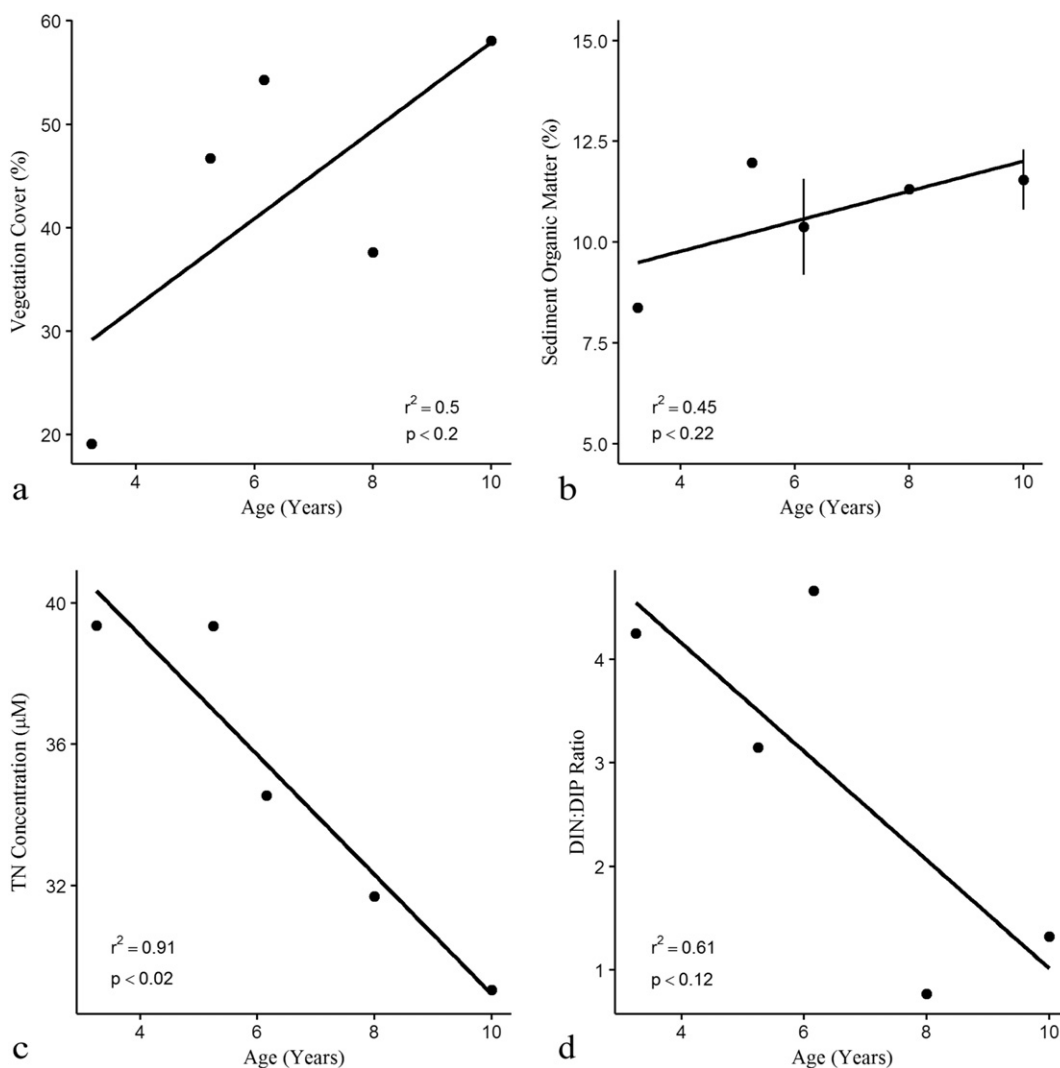 60
50
40
30
20
Vegetation Cover (%)
r² = 0.5
p < 0.2
4 6 8 10
a
Age (Years)
15.0
12.5
10.0
7.5
5.0
Sediment Organic Matter (%)
r² = 0.45
p < 0.22
4 6 8 10
b
Age (Years)
40
36
32
TN Concentration (μM)
r² = 0.91
p < 0.02
4 6 8 10
c
Age (Years)
4
3
2
1
DIN:DIP Ratio
r² = 0.61
p < 0.12
4 6 8 10
d
Age (Years)